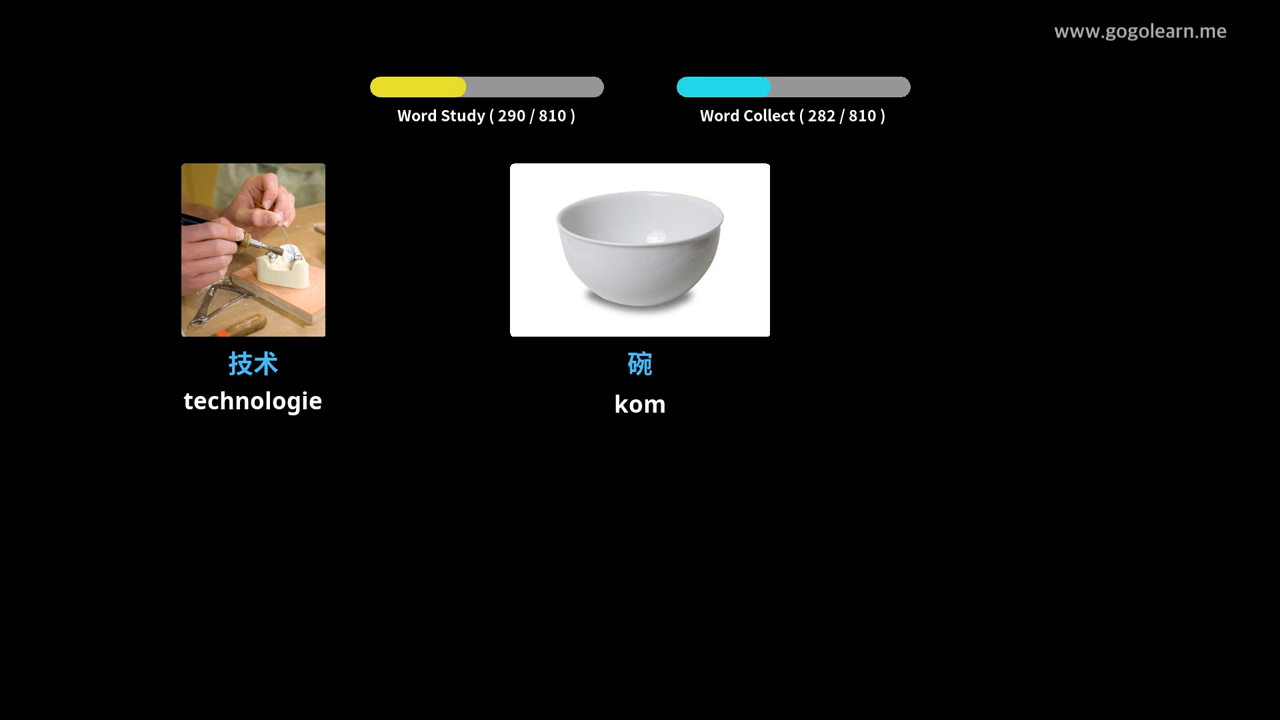 www.gogolearn.me
Word Study ( 290 / 810 )
Word Collect ( 282 / 810 )
技术
technologie
碗
kom